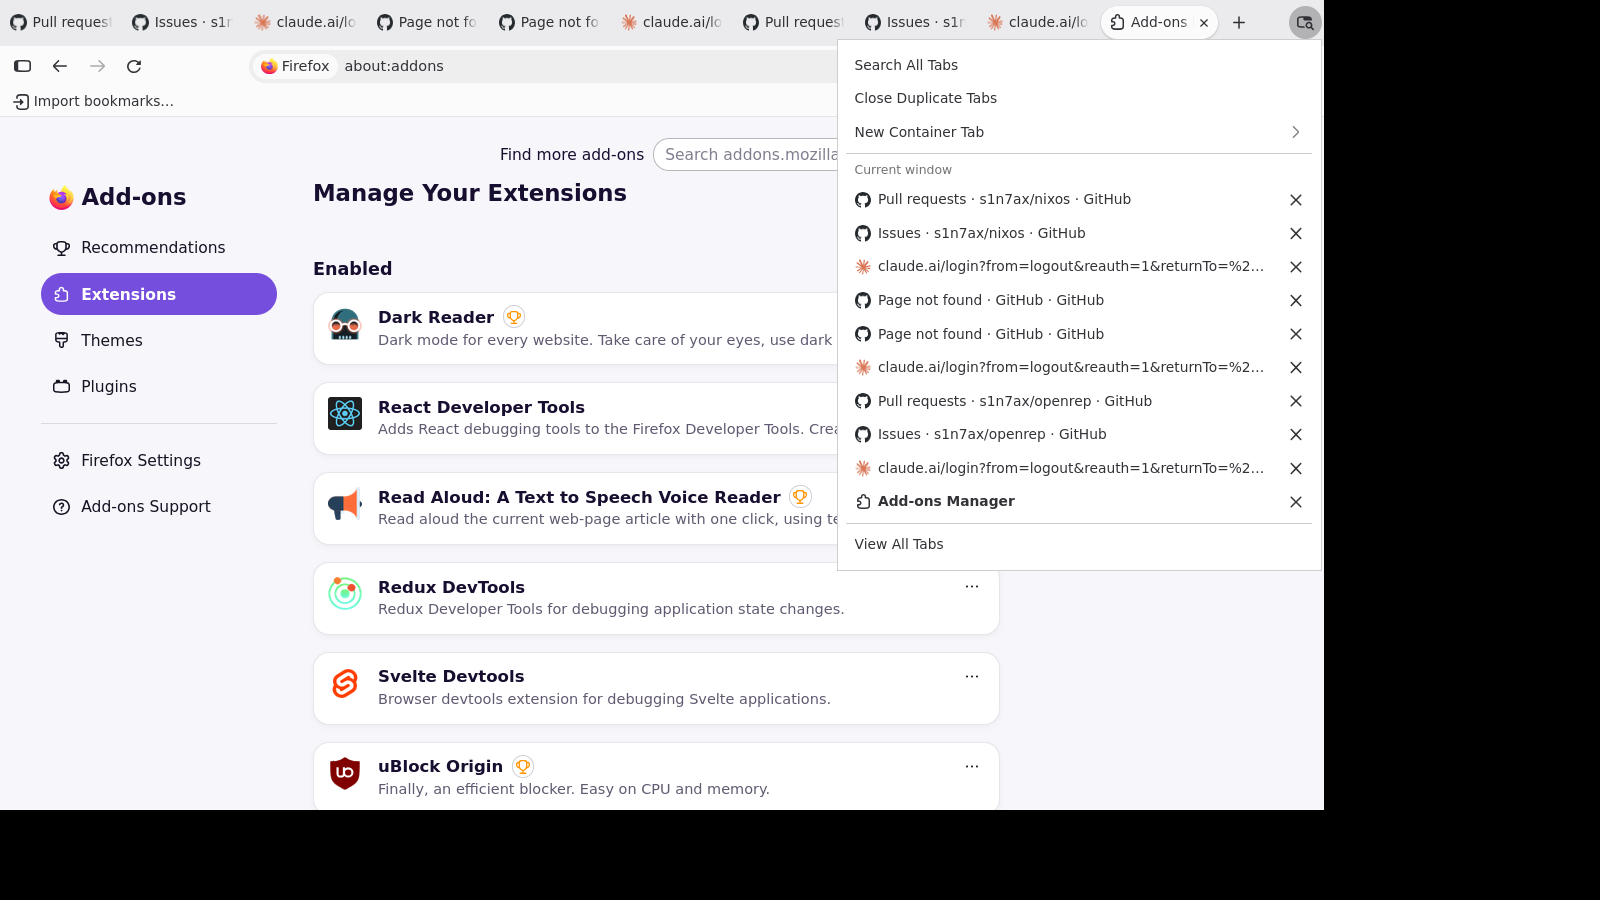 Pull request
Issues · s1n
claude.ai/lo
Page not fo
Page not fo
claude.ai/lo
Pull request
Issues · s1n
claude.ai/lo
Add-ons
Firefox
about:addons
Import bookmarks…
Search All Tabs
Close Duplicate Tabs
New Container Tab
Current window
Pull requests · s1n7ax/nixos · GitHub
Issues · s1n7ax/nixos · GitHub
claude.ai/login?from=logout&reauth=1&returnTo=%2…
Page not found · GitHub · GitHub
Page not found · GitHub · GitHub
claude.ai/login?from=logout&reauth=1&returnTo=%2…
Pull requests · s1n7ax/openrep · GitHub
Issues · s1n7ax/openrep · GitHub
claude.ai/login?from=logout&reauth=1&returnTo=%2…
Add-ons Manager
View All Tabs
Find more add-ons
Search addons.mozilla
Add-ons
Recommendations
Extensions
Themes
Plugins
Firefox Settings
Add-ons Support
Manage Your Extensions
Enabled
Dark Reader
Dark mode for every website. Take care of your eyes, use dark
React Developer Tools
Adds React debugging tools to the Firefox Developer Tools. Crea
Read Aloud: A Text to Speech Voice Reader
Read aloud the current web-page article with one click, using te
Redux DevTools
Redux Developer Tools for debugging application state changes.
Svelte Devtools
Browser devtools extension for debugging Svelte applications.
uBlock Origin
Finally, an efficient blocker. Easy on CPU and memory.